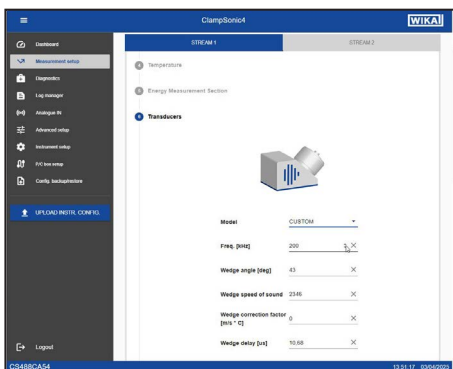 ClampSonic4
WIKAI
Dashboard
Measurement setup
Diagnostics
Log manager
Analogue IN
Advanced setup
Instrument setup
P/C box setup
Config. backup/restore
UPLOAD INSTR. CONFIG.
Logout
STREAM 1
STREAM 2
Temperature
Energy Measurement Section
Transducers
Model CUSTOM
Freq. [kHz] 200
Wedge angle [deg] 43
Wedge speed of sound 2346
Wedge correction factor
[m/s * C] 0
Wedge delay [us] 10,68
CS488CA54
13:51:17 03/04/2023